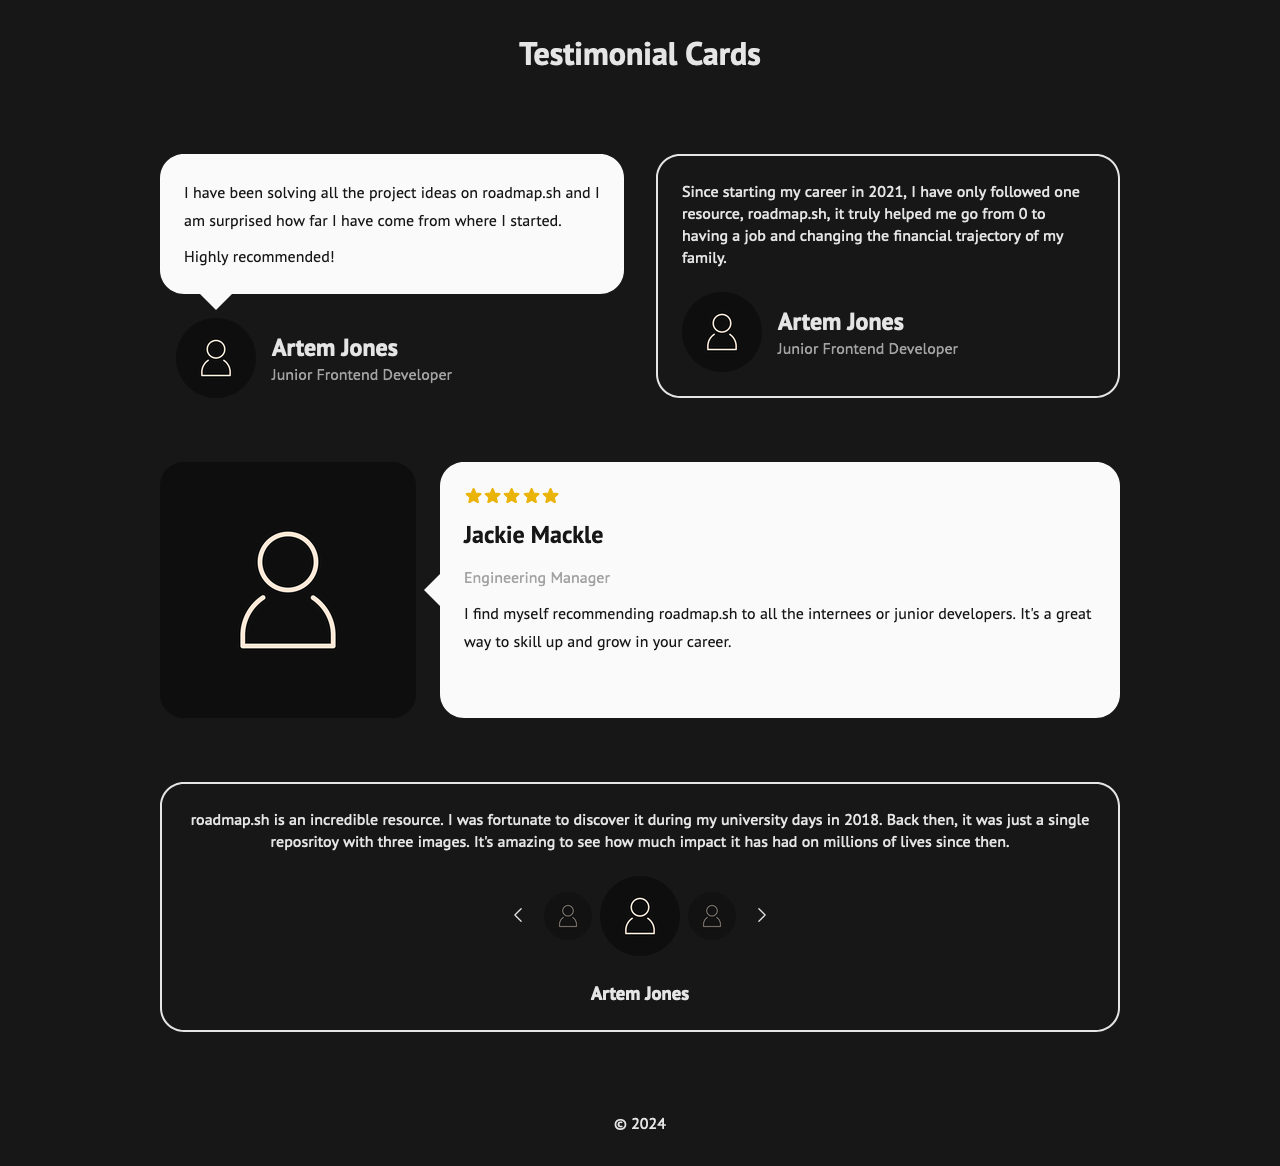 Testimonial Cards
I have been solving all the project ideas on roadmap.sh and I
am surprised how far I have come from where I started.
Highly recommended!
Artem Jones
Junior Frontend Developer
Since starting my career in 2021, I have only followed one
resource, roadmap.sh, it truly helped me go from 0 to
having a job and changing the financial trajectory of my
family.
Artem Jones
Junior Frontend Developer
Jackie Mackle
Engineering Manager
I find myself recommending roadmap.sh to all the internees or junior developers. It's a great
way to skill up and grow in your career.
roadmap.sh is an incredible resource. I was fortunate to discover it during my university days in 2018. Back then, it was just a single
reposritoy with three images. It's amazing to see how much impact it has had on millions of lives since then.
Artem Jones
© 2024